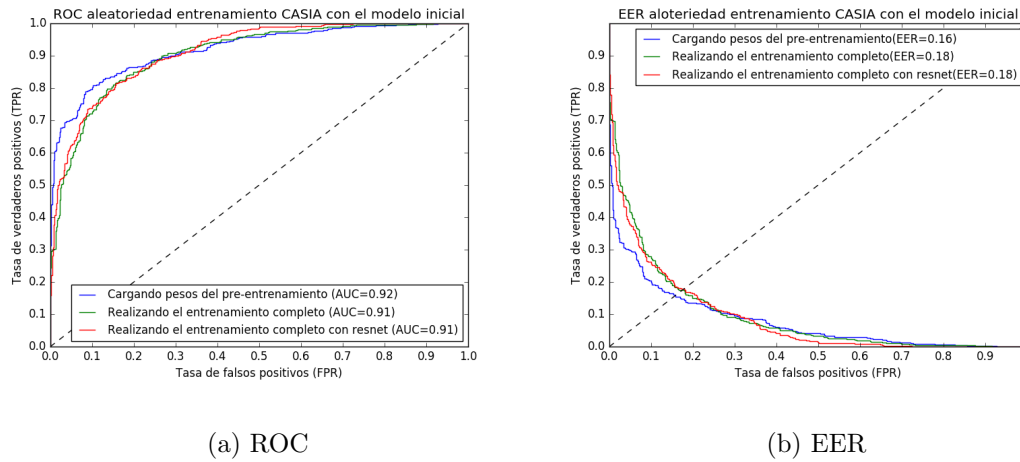 ROC aleatoriedad entrenamiento CASIA con el modelo inicial
1.0
0.9
0.8
0.7
0.6
0.5
0.4
0.3
0.2
0.1
0.0
Tasa de verdaderos positivos (TPR)
Cargando pesos del pre-entrenamiento (AUC=0.92)
Realizando el entrenamiento completo (AUC=0.91)
Realizando el entrenamiento completo con resnet (AUC=0.91)
0.0 0.1 0.2 0.3 0.4 0.5 0.6 0.7 0.8 0.9 1.0
Tasa de falsos positivos (FPR)
(a) ROC
EER aloteriedad entrenamiento CASIA con el modelo inicial
1.0
0.9
0.8
0.7
0.6
0.5
0.4
0.3
0.2
0.1
0.0
Tasa de verdaderos positivos (TPR)
Cargando pesos del pre-entrenamiento(EER=0.16)
Realizando el entrenamiento completo(EER=0.18)
Realizando el entrenamiento completo con resnet(EER=0.18)
0.0 0.1 0.2 0.3 0.4 0.5 0.6 0.7 0.8 0.9
Tasa de falsos positivos (FPR)
(b) EER